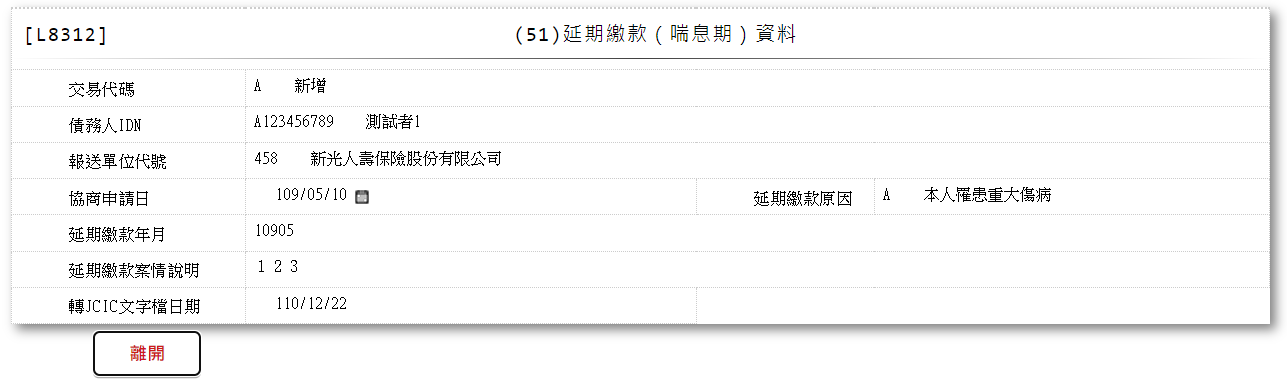 [L8312] (51)延期繳款（喘息期）資料
交易代碼 A 新增
債務人IDN A123456789 測試者1
報送單位代號 458 新光人壽保險股份有限公司
協商申請日 109/05/10 延期繳款原因 A 本人罹患重大傷病
延期繳款年月 10905
延期繳款案情說明 １２３
轉JCIC文字檔日期 110/12/22
離開